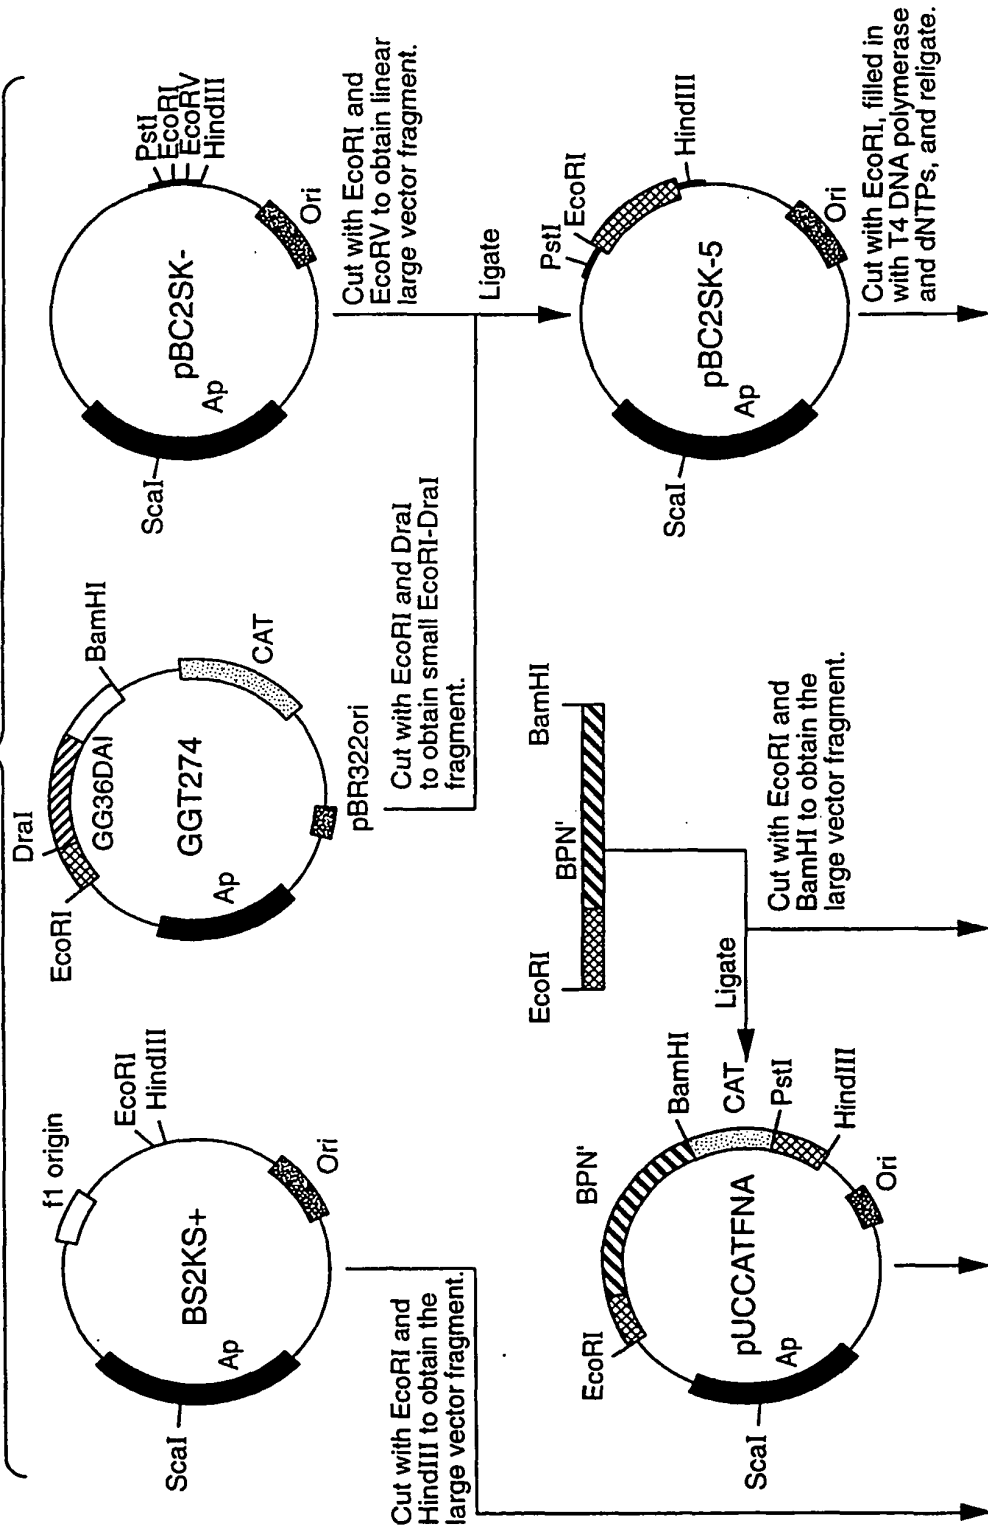 f1 origin
EcoRI
HindIII
BS2KS+
Ori
Ap
ScaI
Cut with EcoRI and
HindIII to obtain the
large vector fragment.
DraI
EcoRI
GG36DAI
BamHI
GGT274
CAT
Ap
pBR322ori
Cut with EcoRI and DraI
to obtain small EcoRI-DraI
fragment.
PstI
EcoRI
EcoRV
HindIII
pBC2SK-
Ori
Ap
ScaI
Cut with EcoRI and
EcoRV to obtain linear
large vector fragment.
Ligate
EcoRI
BPN'
BamHI
Ligate
Cut with EcoRI and
BamHI to obtain the
large vector fragment.
BPN'
EcoRI
BamHI
CAT
PstI
HindIII
pUCCATFNA
Ori
Ap
ScaI
PstI
EcoRI
HindIII
pBC2SK-5
Ori
Ap
ScaI
Cut with EcoRI, filled in
with T4 DNA polymerase
and dNTPs, and religate.